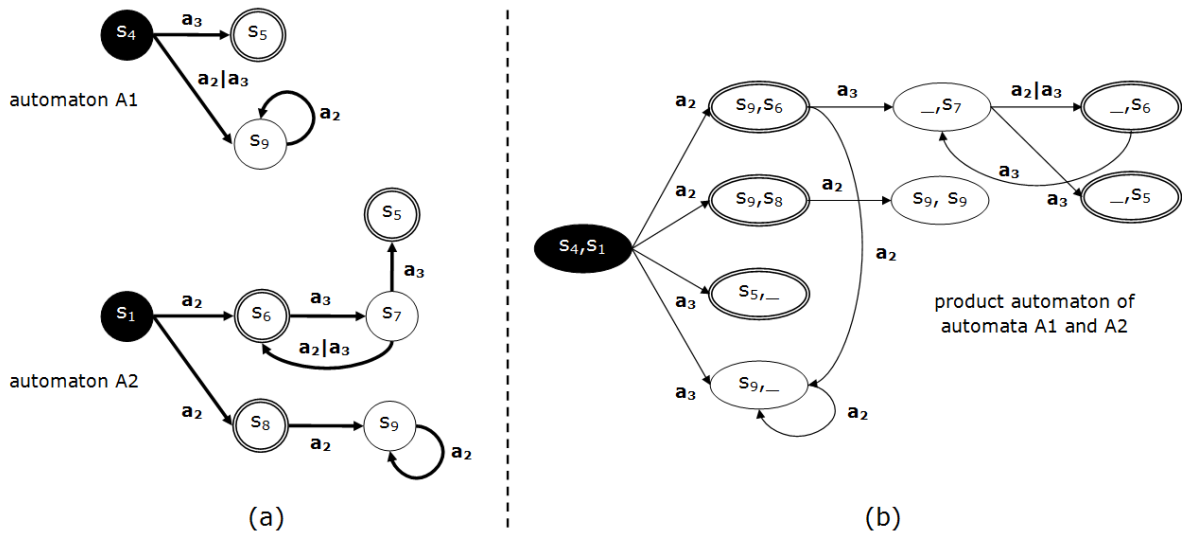 s₄
a₃
s₅
a₂|a₃
automaton A1
a₂
s₉
s₅
a₃
s₁
a₂
s₆
a₃
s₇
a₂|a₃
automaton A2
a₂
s₈
a₂
s₉
a₂
(a)
a₂
s₉,s₆
a₃
_,s₇
a₂|a₃
_,s₆
a₃
a₂
s₉,s₈
a₂
s₉, s₉
a₃
_,s₅
s₄,s₁
a₂
a₃
s₅,_
product automaton of
automata A1 and A2
a₃
s₉,_
a₂
(b)